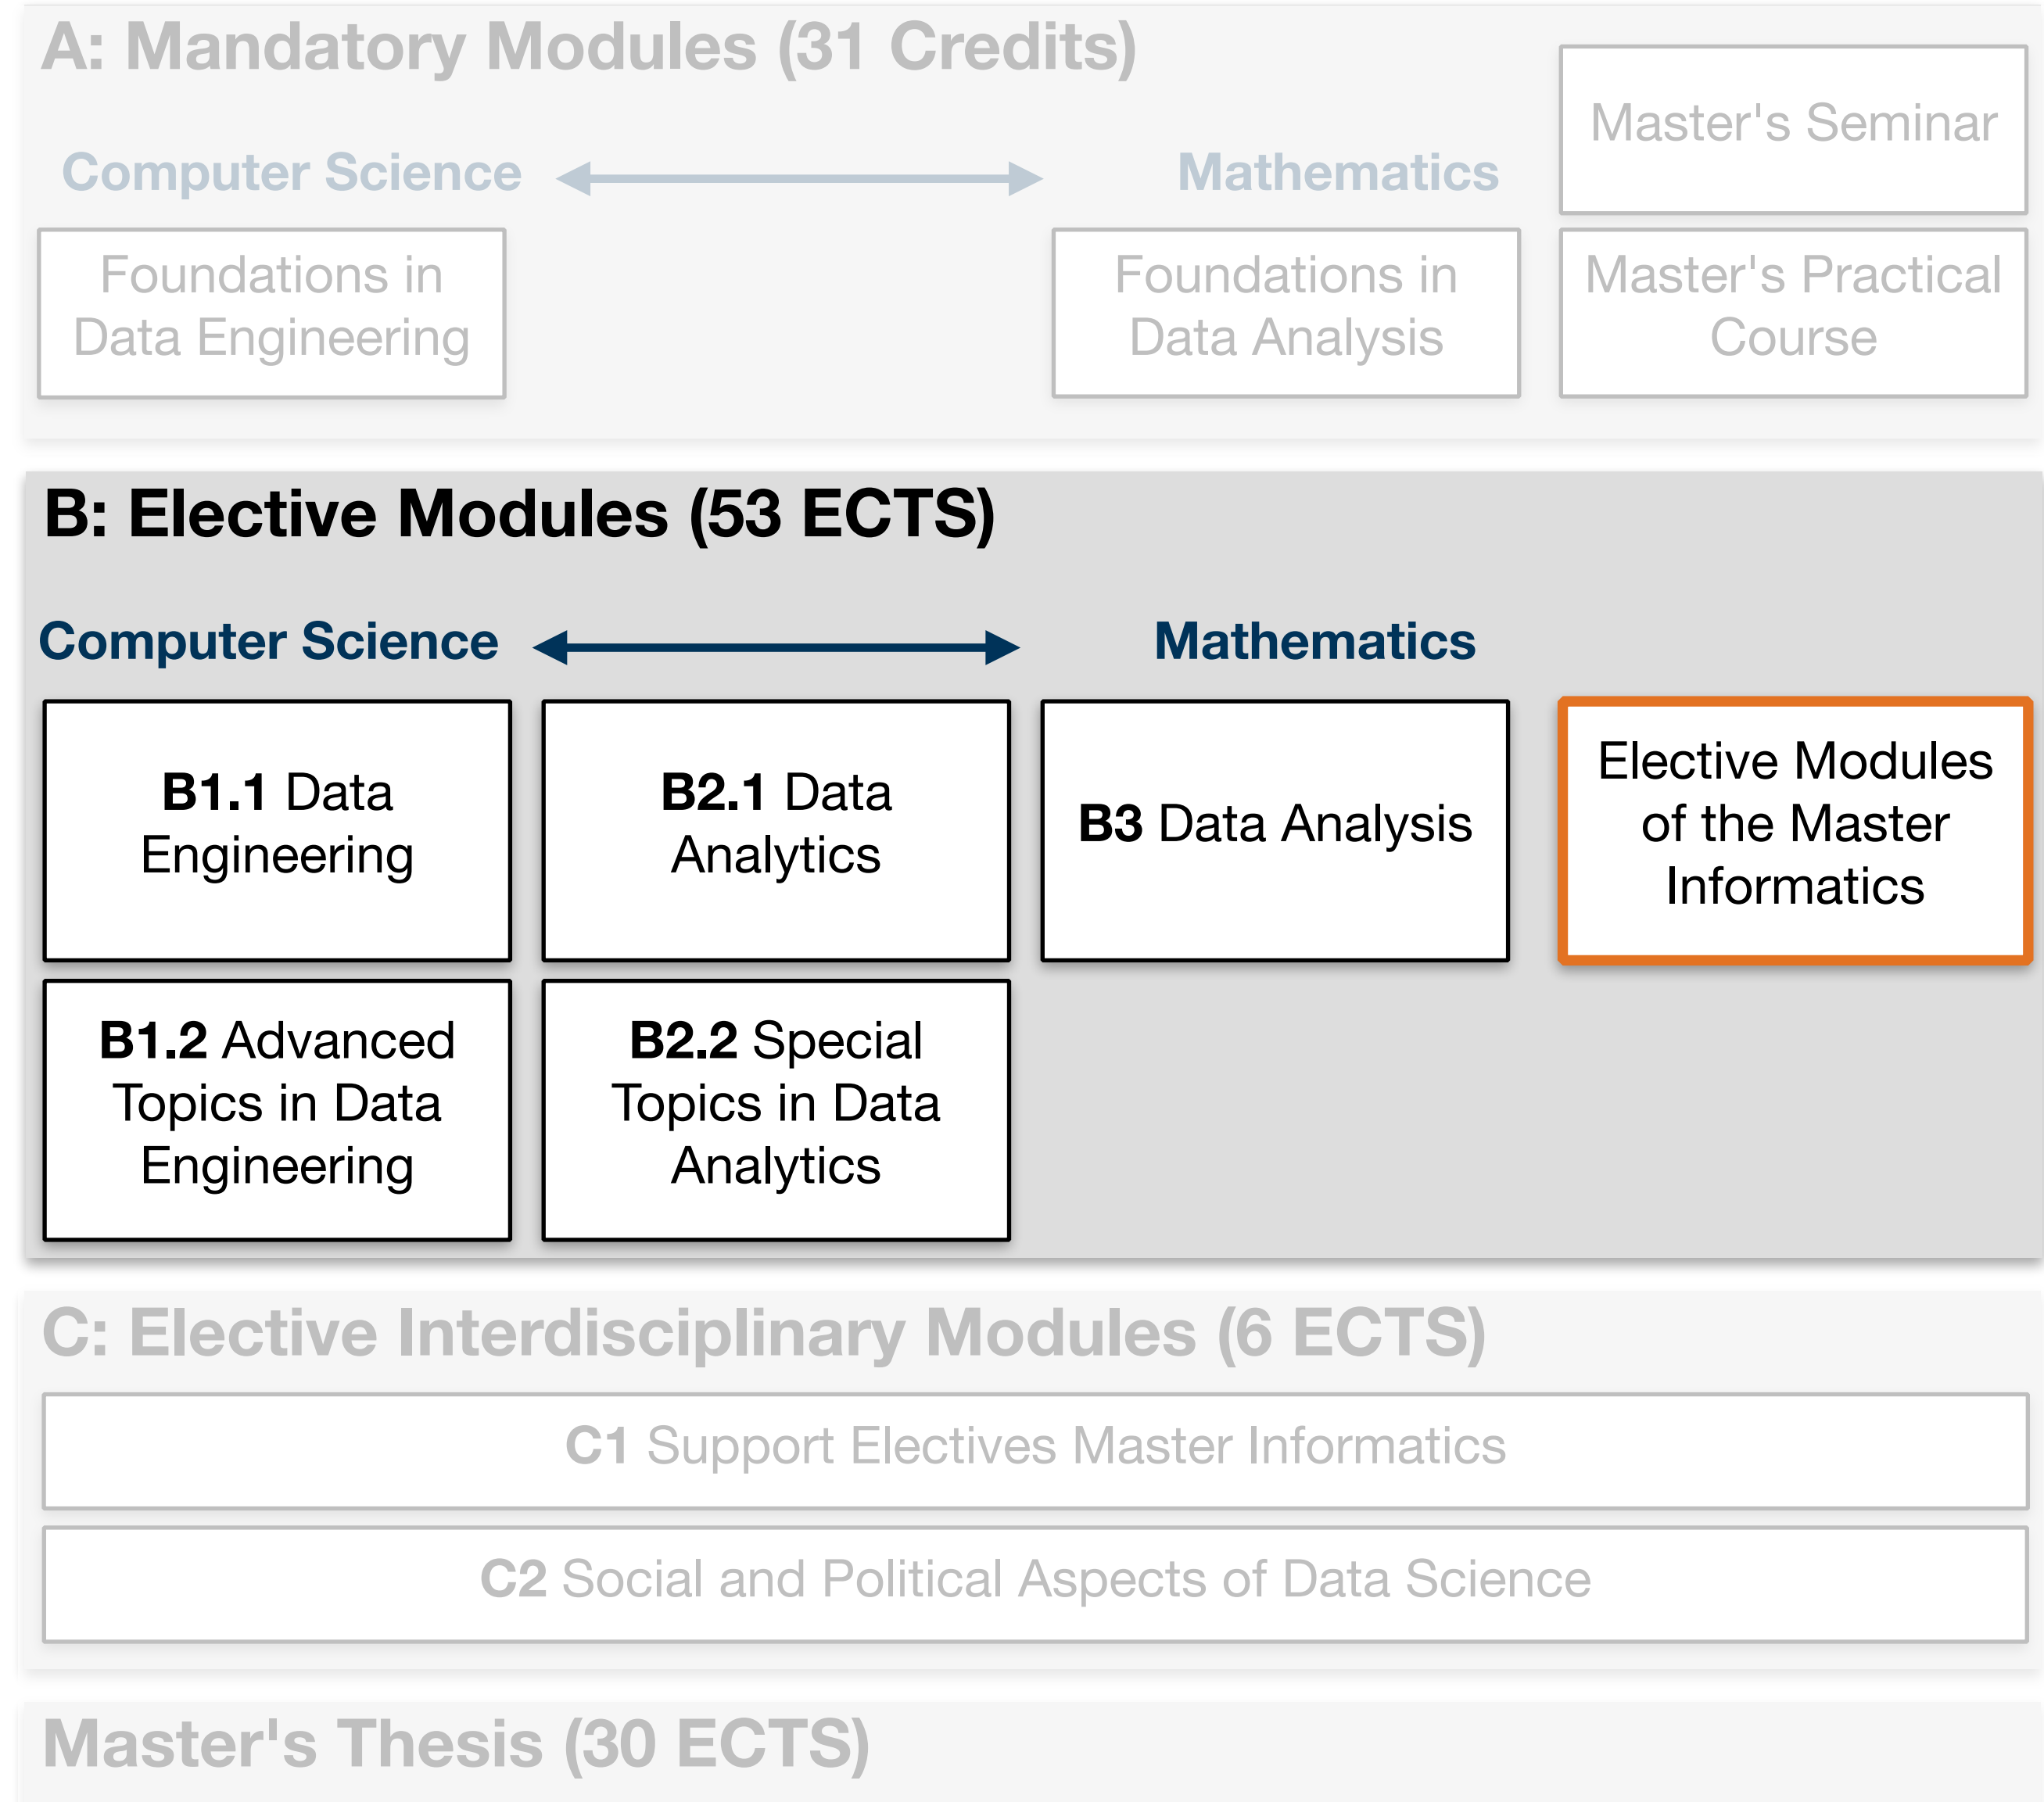 A: Mandatory Modules (31 Credits)
Master's Seminar
Computer Science
Mathematics
Foundations in
Data Engineering
Foundations in
Data Analysis
Master's Practical
Course
B: Elective Modules (53 ECTS)
Computer Science
Mathematics
B1.1 Data
Engineering
B2.1 Data
Analytics
B3 Data Analysis
Elective Modules
of the Master
Informatics
B1.2 Advanced
Topics in Data
Engineering
B2.2 Special
Topics in Data
Analytics
C: Elective Interdisciplinary Modules (6 ECTS)
C1 Support Electives Master Informatics
C2 Social and Political Aspects of Data Science
Master's Thesis (30 ECTS)